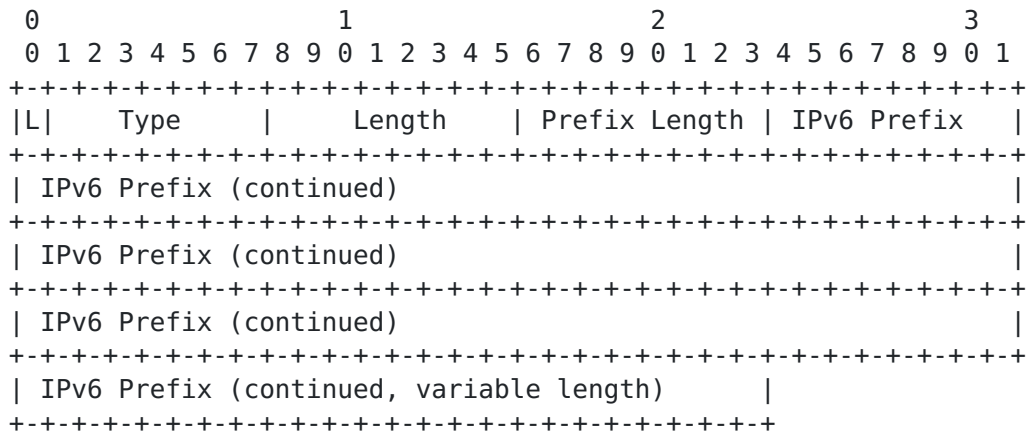 0                   1                   2                   3
 0 1 2 3 4 5 6 7 8 9 0 1 2 3 4 5 6 7 8 9 0 1 2 3 4 5 6 7 8 9 0 1
+-+-+-+-+-+-+-+-+-+-+-+-+-+-+-+-+-+-+-+-+-+-+-+-+-+-+-+-+-+-+-+-+
|L|    Type     |     Length    | Prefix Length | IPv6 Prefix   |
+-+-+-+-+-+-+-+-+-+-+-+-+-+-+-+-+-+-+-+-+-+-+-+-+-+-+-+-+-+-+-+-+
| IPv6 Prefix (continued)                                       |
+-+-+-+-+-+-+-+-+-+-+-+-+-+-+-+-+-+-+-+-+-+-+-+-+-+-+-+-+-+-+-+-+
| IPv6 Prefix (continued)                                       |
+-+-+-+-+-+-+-+-+-+-+-+-+-+-+-+-+-+-+-+-+-+-+-+-+-+-+-+-+-+-+-+-+
| IPv6 Prefix (continued)                                       |
+-+-+-+-+-+-+-+-+-+-+-+-+-+-+-+-+-+-+-+-+-+-+-+-+-+-+-+-+-+-+-+-+
| IPv6 Prefix (continued, variable length)      |
+-+-+-+-+-+-+-+-+-+-+-+-+-+-+-+-+-+-+-+-+-+-+-+-+